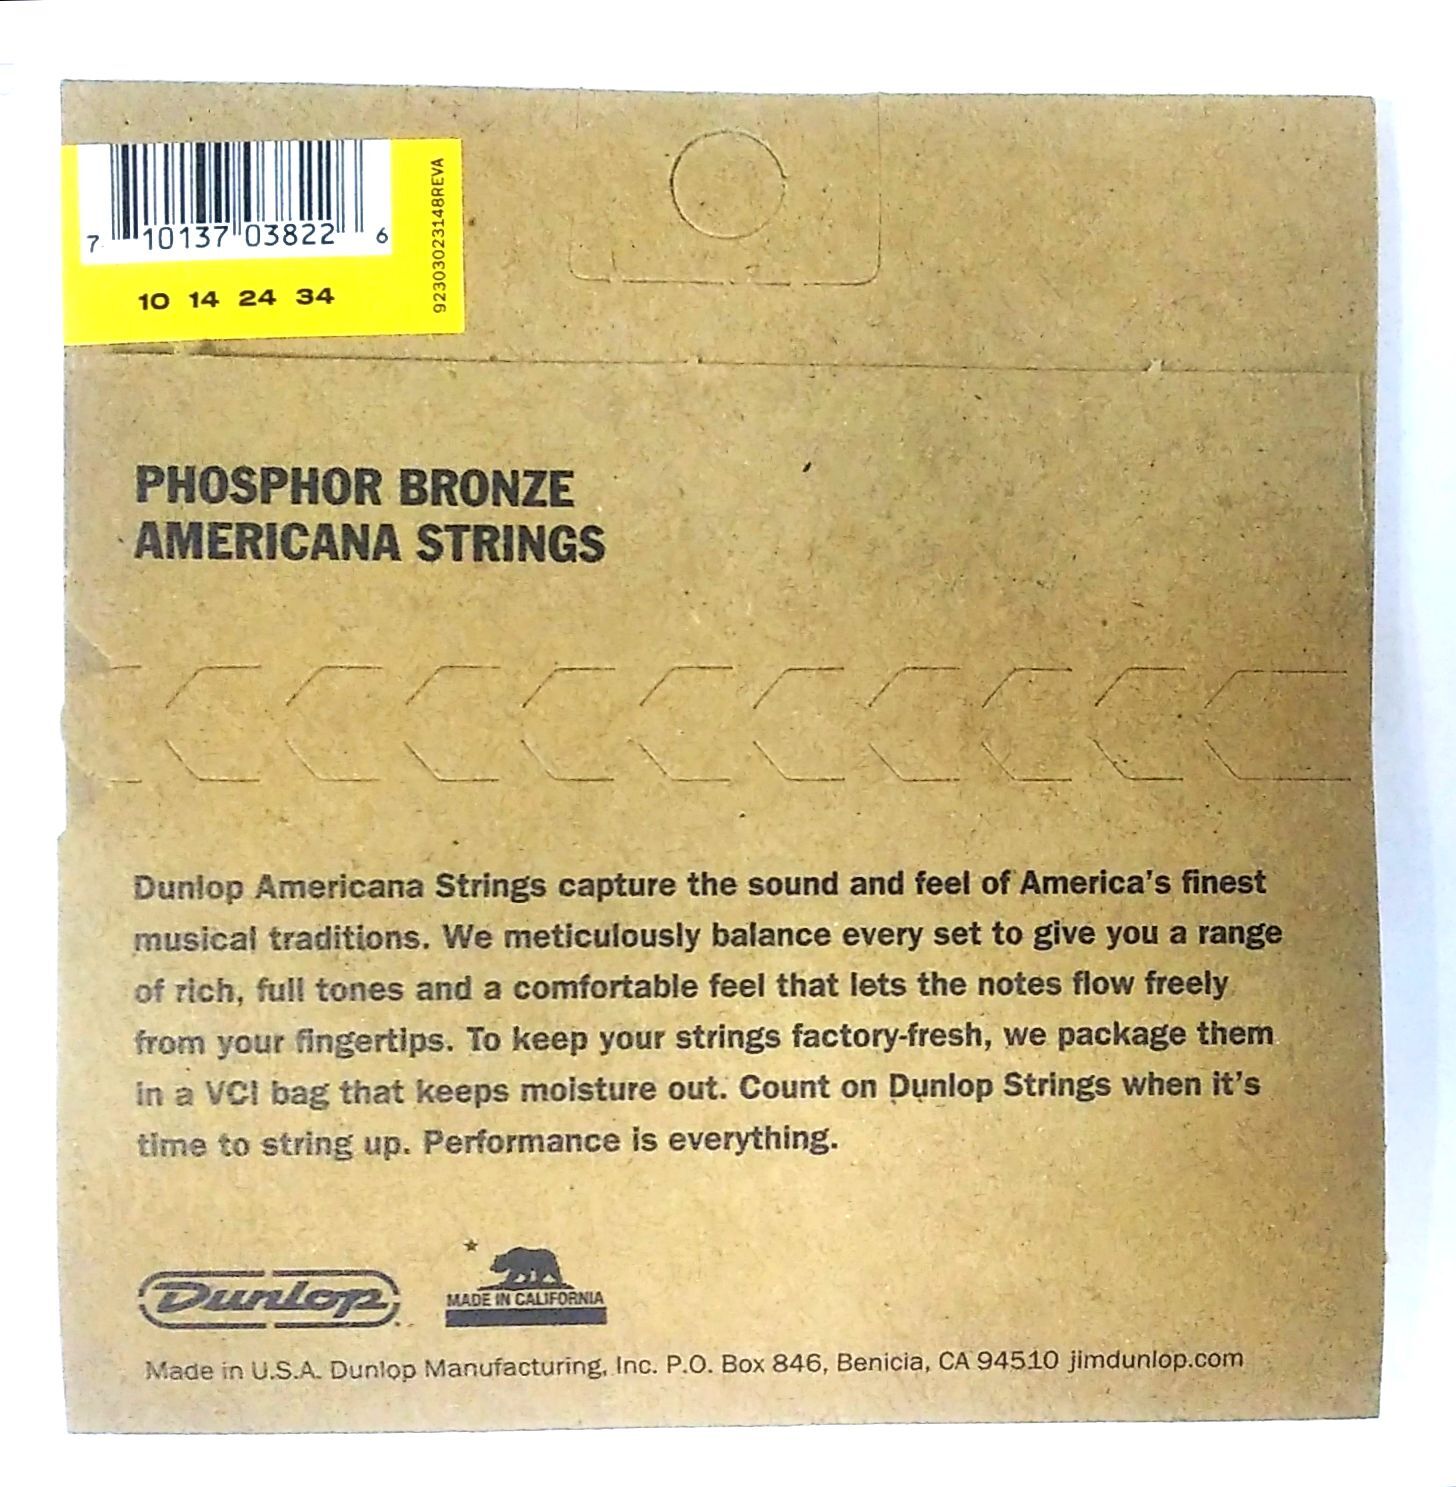 7 10137 03822 6
10 14 24 34
92303023148REVA
PHOSPHOR BRONZE
AMERICANA STRINGS
Dunlop Americana Strings capture the sound and feel of America's finest
musical traditions. We meticulously balance every set to give you a range
of rich, full tones and a comfortable feel that lets the notes flow freely
from your fingertips. To keep your strings factory-fresh, we package them
in a VCI bag that keeps moisture out. Count on Dunlop Strings when it's
time to string up. Performance is everything.
Dunlop
MADE IN CALIFORNIA
Made in U.S.A. Dunlop Manufacturing, Inc. P.O. Box 846, Benicia, CA 94510 jimdunlop.com